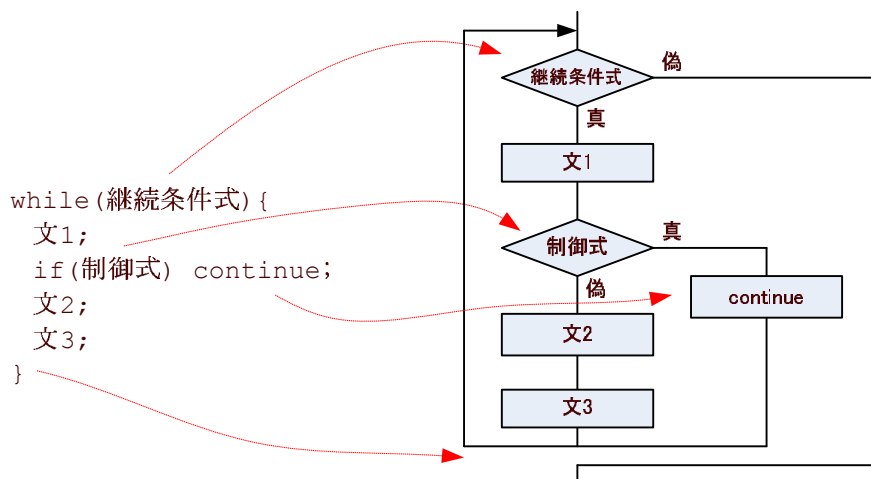 while(継続条件式){
文1;
if(制御式) continue;
文2;
文3;
}
継続条件式
偽
真
文1
制御式
真
偽
continue
文2
文3